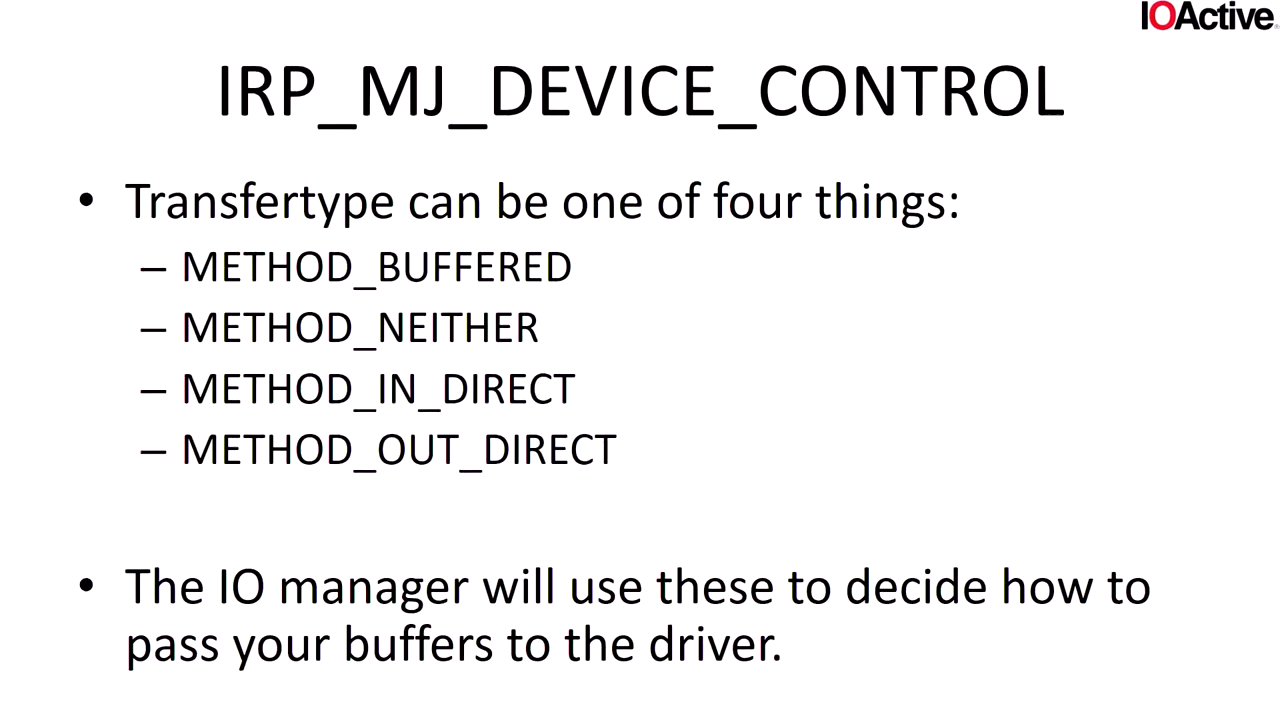 IOActive
IRP_MJ_DEVICE_CONTROL
• Transfertype can be one of four things:
– METHOD_BUFFERED
– METHOD_NEITHER
– METHOD_IN_DIRECT
– METHOD_OUT_DIRECT
• The IO manager will use these to decide how to
pass your buffers to the driver.